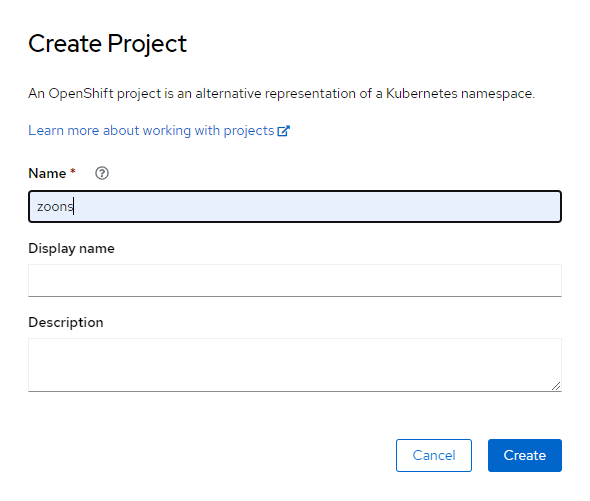 Create Project
An OpenShift project is an alternative representation of a Kubernetes namespace.
Learn more about working with projects
Name *
zoons
Display name
Description
Cancel Create